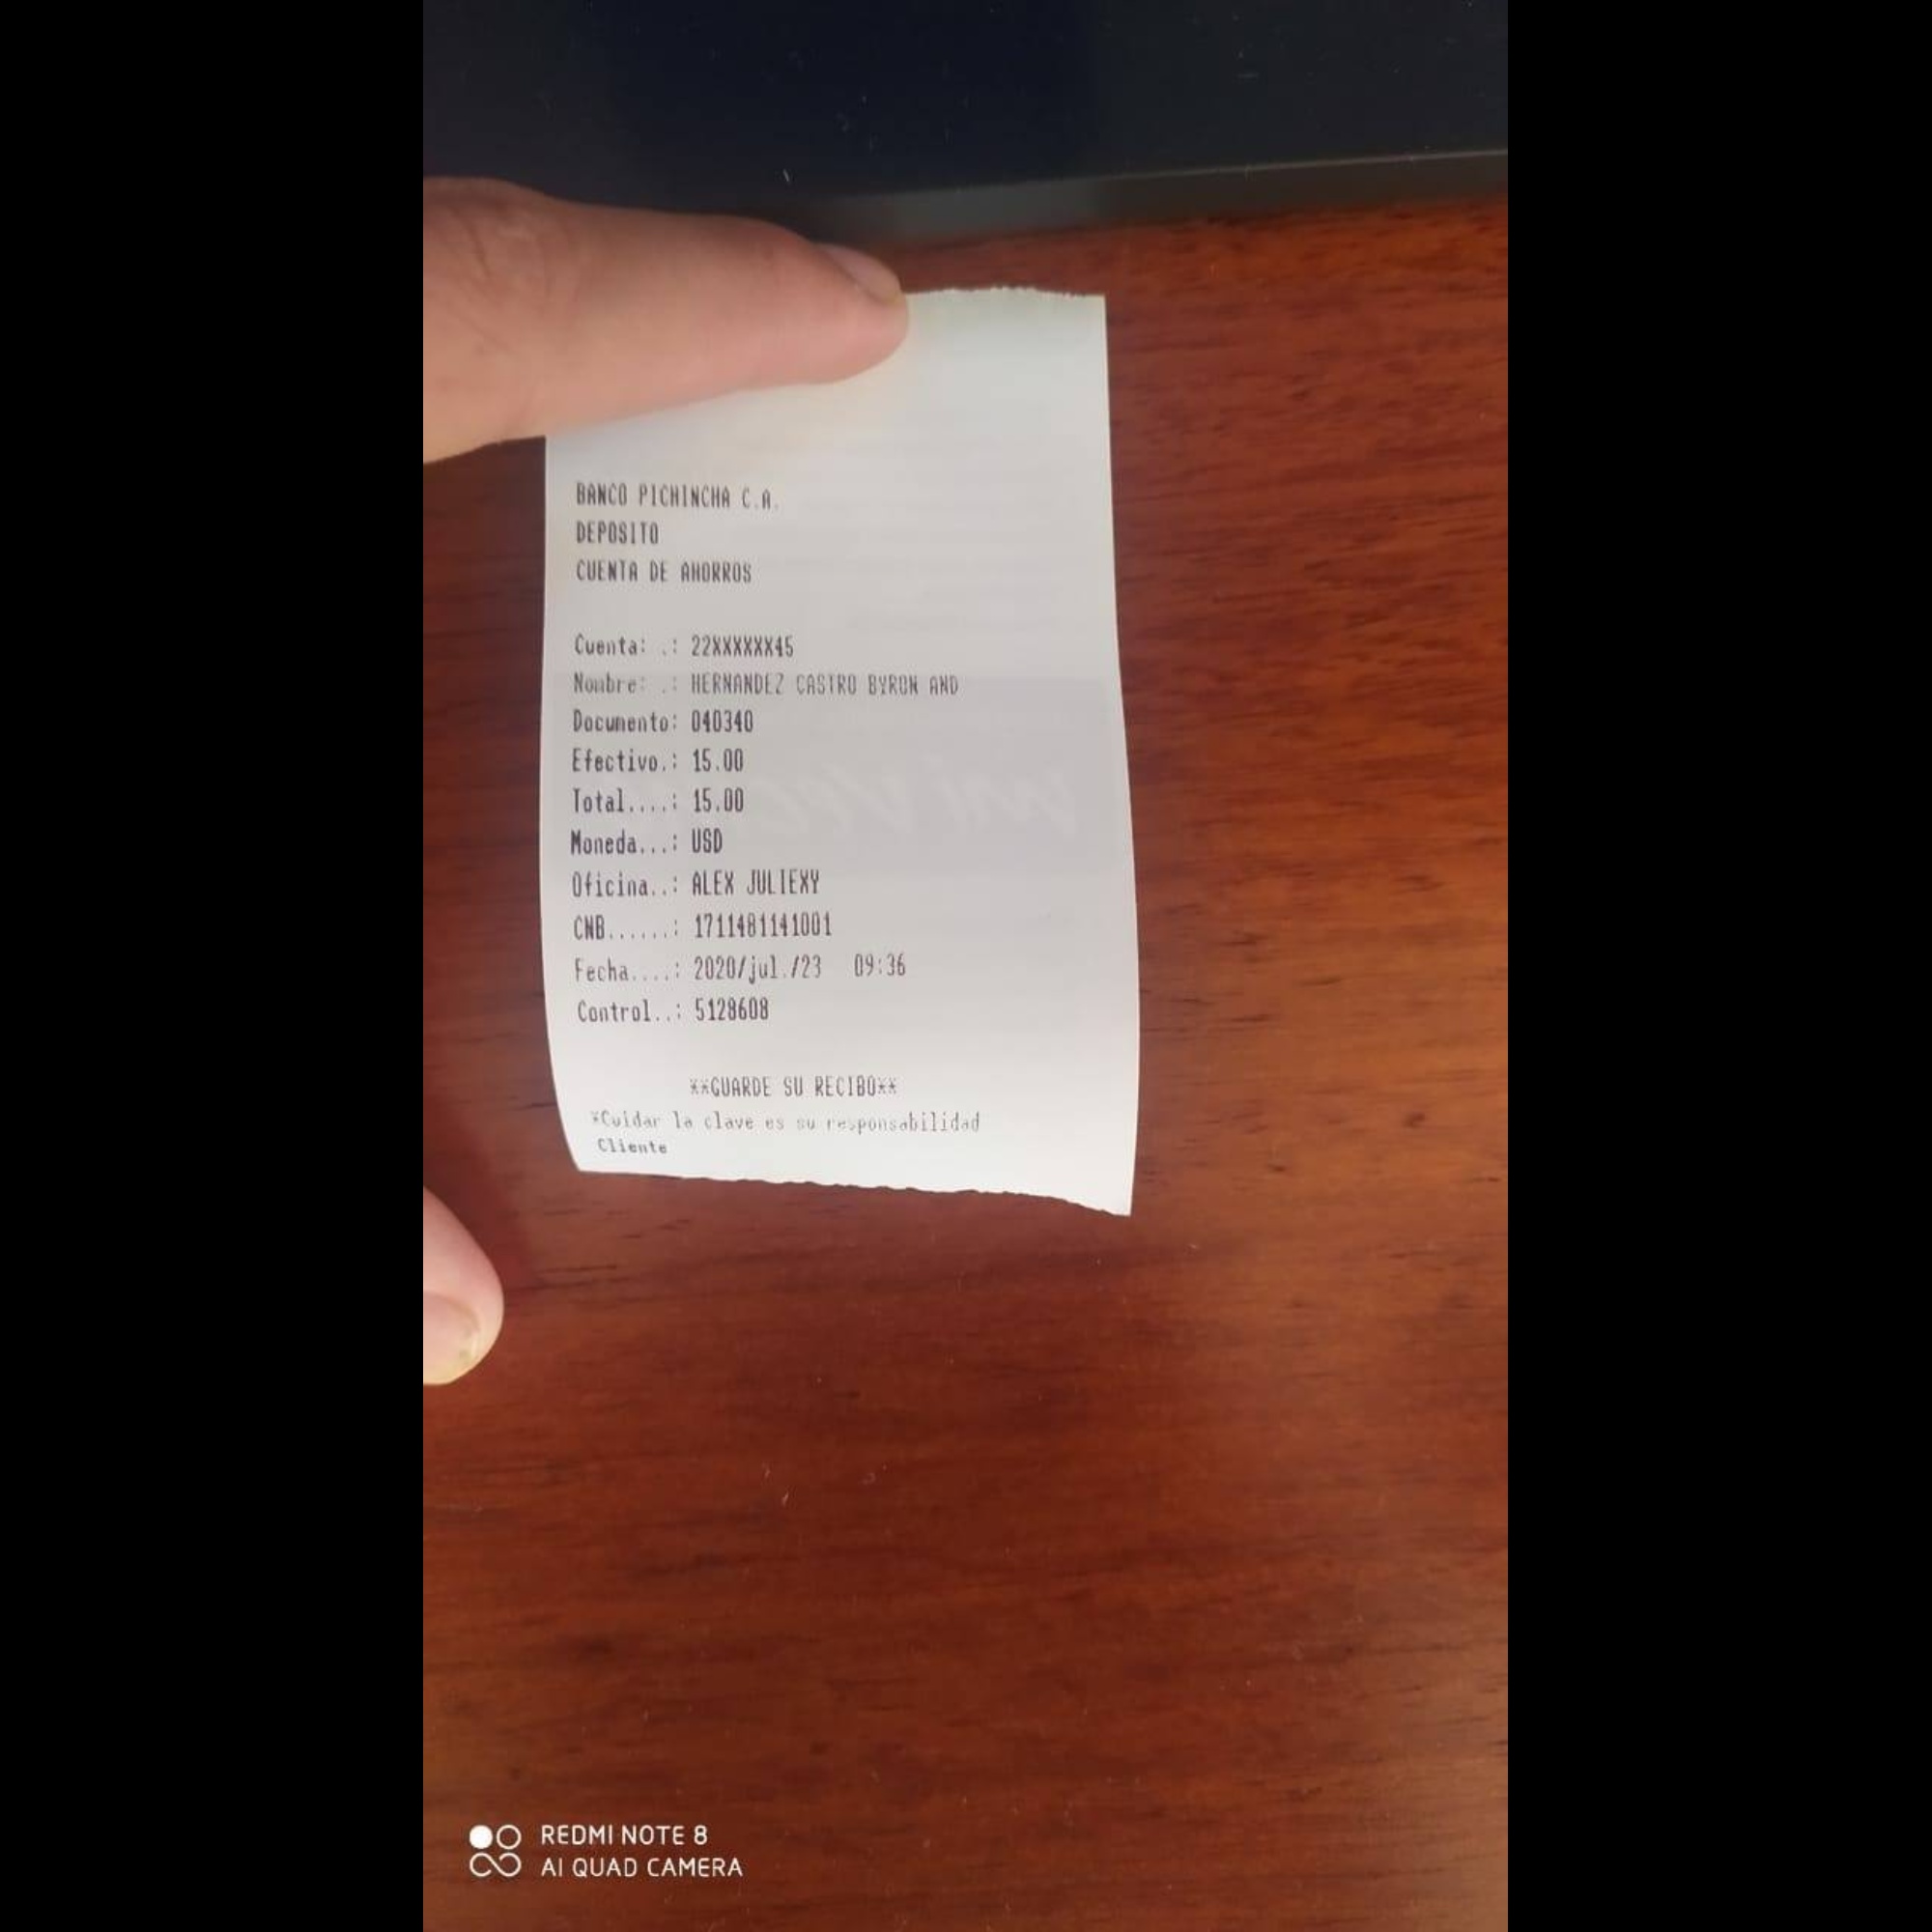 BANCO PICHINCHA C.A.
DEPOSITO
CUENTA DE AHORROS
Cuenta: .: 22XXXXXX45
Nombre: .: HERNANDEZ CASTRO BYRON AND
Documento: 040340
Efectivo.: 15.00
Total....: 15.00
Moneda...: USD
Oficina..: ALEX JULIEXY
CNB......: 1711481141001
Fecha....: 2020/jul./23 09:36
Control..: 5128608
**GUARDE SU RECIBO**
*Cuidar la clave es su responsabilidad
Cliente
REDMI NOTE 8
AI QUAD CAMERA